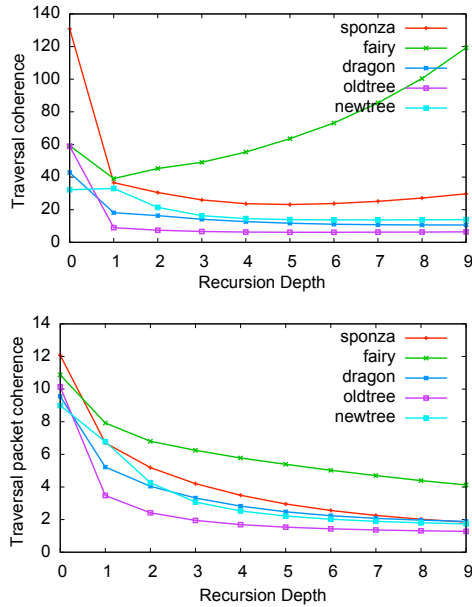 140
120
100
80
60
40
20
0
Traversal coherence
sponza
fairy
dragon
oldtree
newtree
0 1 2 3 4 5 6 7 8 9
Recursion Depth
14
12
10
8
6
4
2
0
Traversal packet coherence
sponza
fairy
dragon
oldtree
newtree
0 1 2 3 4 5 6 7 8 9
Recursion Depth